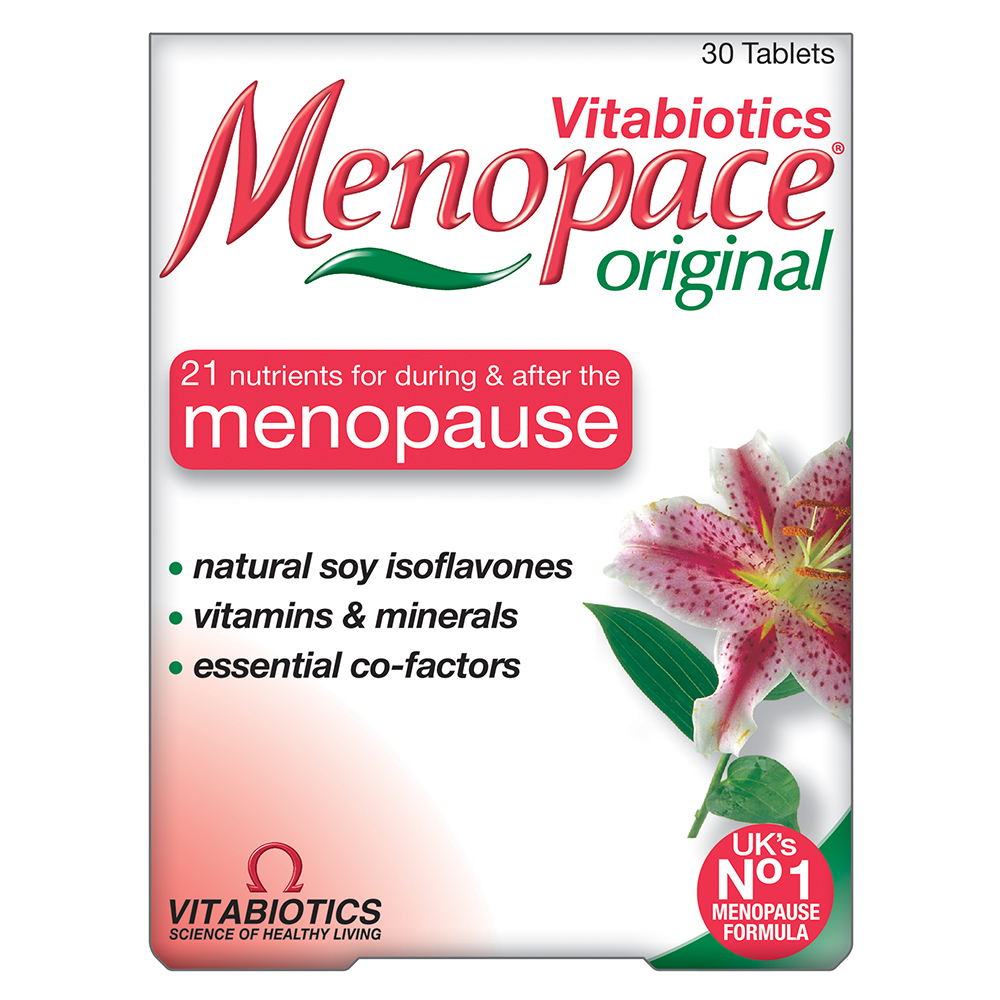 30 Tablets
Vitabiotics
Menopace®
original
21 nutrients for during & after the
menopause
• natural soy isoflavones
• vitamins & minerals
• essential co-factors
VITABIOTICS
SCIENCE OF HEALTHY LIVING
UK's
Nº1
MENOPAUSE
FORMULA